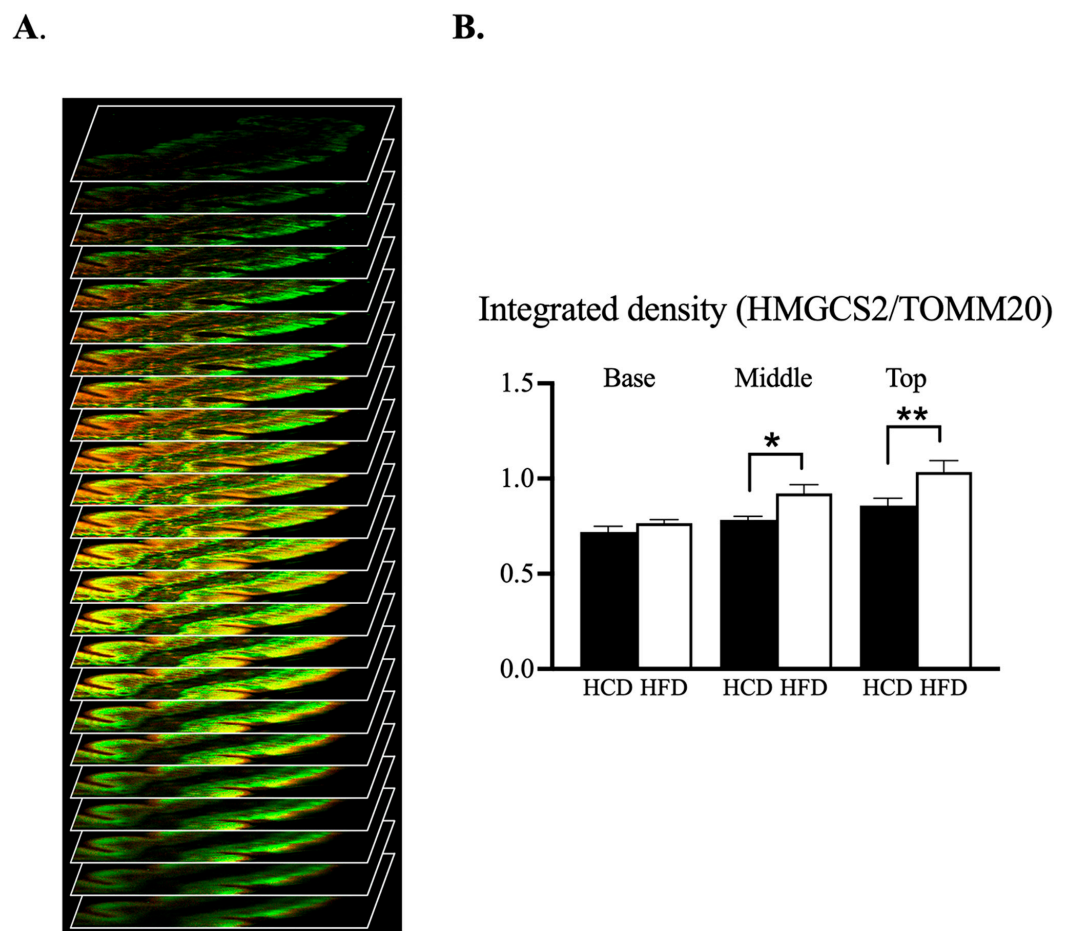 A.
B.
Integrated density (HMGCS2/TOMM20)
1.5
1.0
0.5
0.0
Base Middle Top
* **
HCD HFD HCD HFD HCD HFD